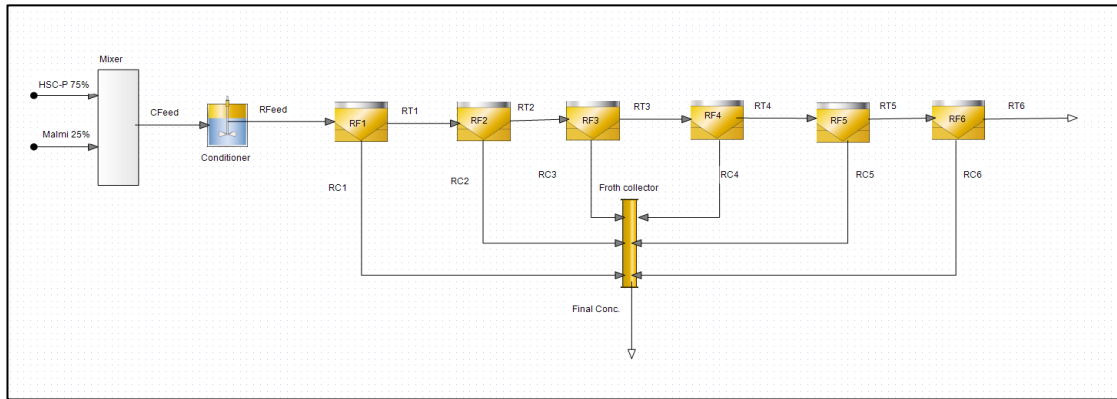 Mixer
HSC-P 75%
Malmi 25%
CFeed
RFeed
Conditioner
RF1
RT1
RF2
RT2
RF3
RT3
RF4
RT4
RF5
RT5
RF6
RT6
RC1
RC2
RC3
RC4
RC5
RC6
Froth collector
Final Conc.